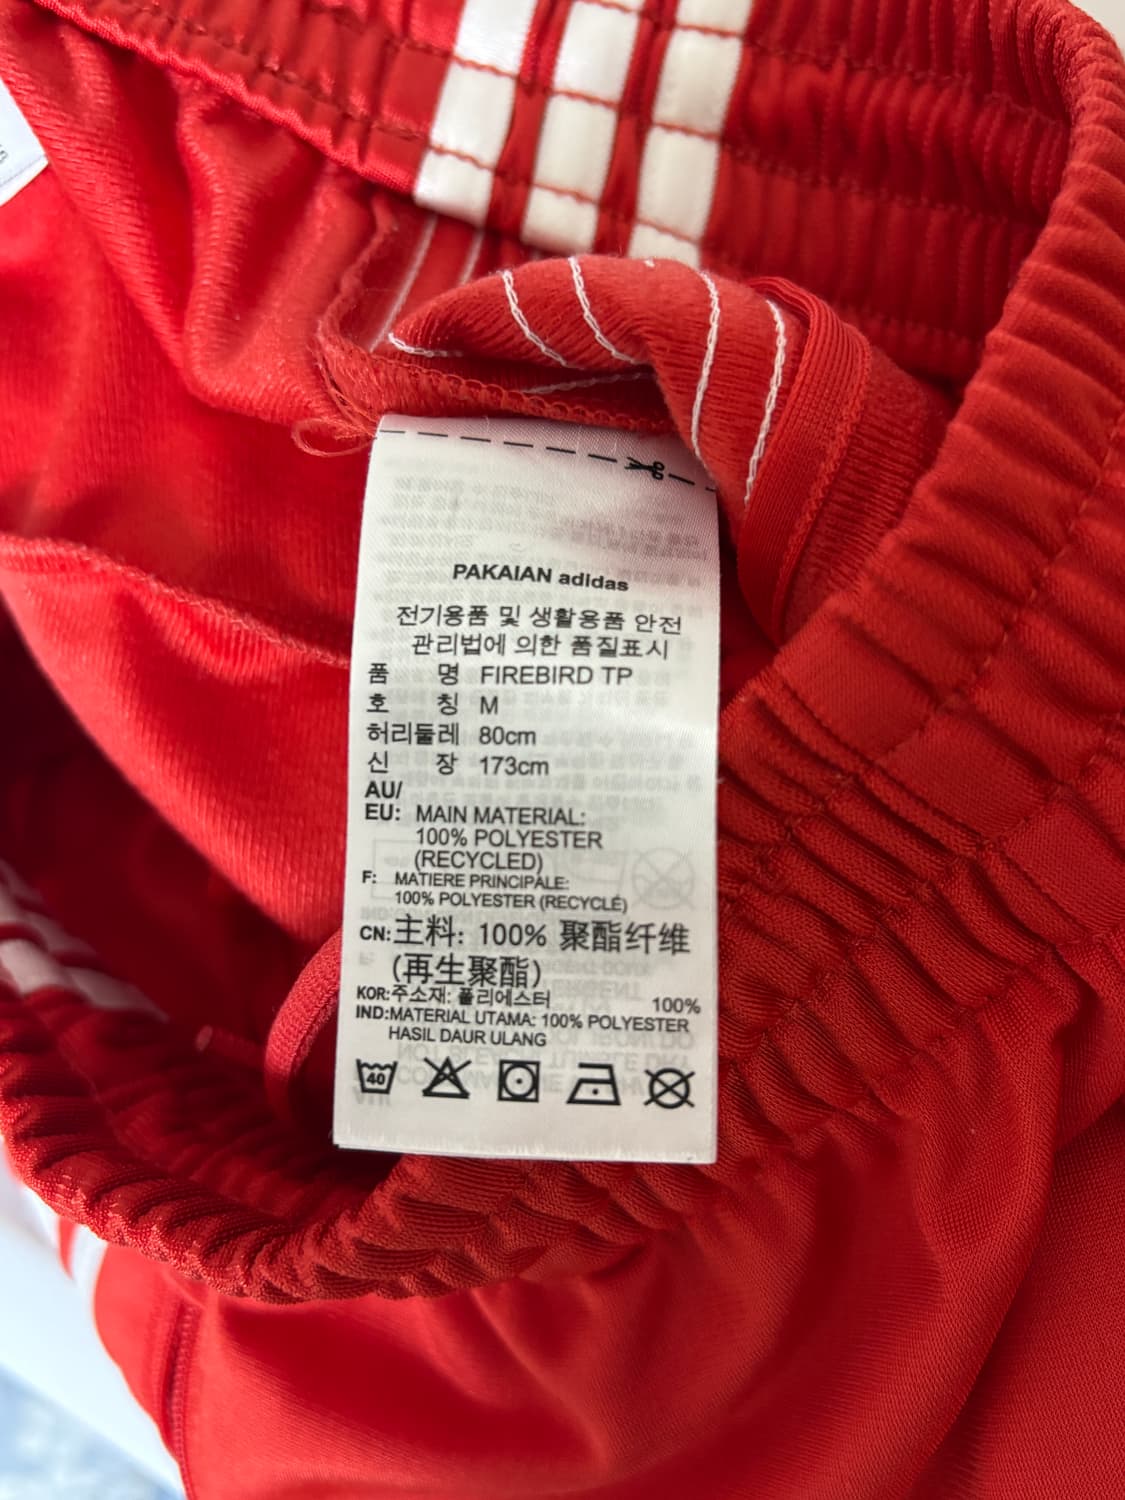 PAKAIAN adidas
전기용품 및 생활용품 안전
관리법에 의한 품질표시
품 명 FIREBIRD TP
호 칭 M
허리둘레 80cm
신 장 173cm
AU/
EU: MAIN MATERIAL:
100% POLYESTER
(RECYCLED)
F: MATIERE PRINCIPALE:
100% POLYESTER (RECYCLÉ)
CN:主料: 100% 聚酯纤维
(再生聚酯)
KOR:주소재: 폴리에스터 100%
IND:MATERIAL UTAMA: 100% POLYESTER
HASIL DAUR ULANG
40